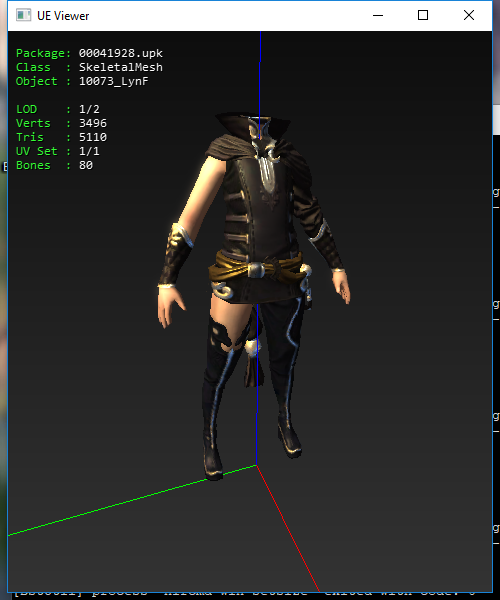 UE Viewer
Package: 00041928.upk
Class : SkeletalMesh
Object : 10073_LynF
LOD : 1/2
Verts : 3496
Tris : 5110
UV Set : 1/1
Bones : 80